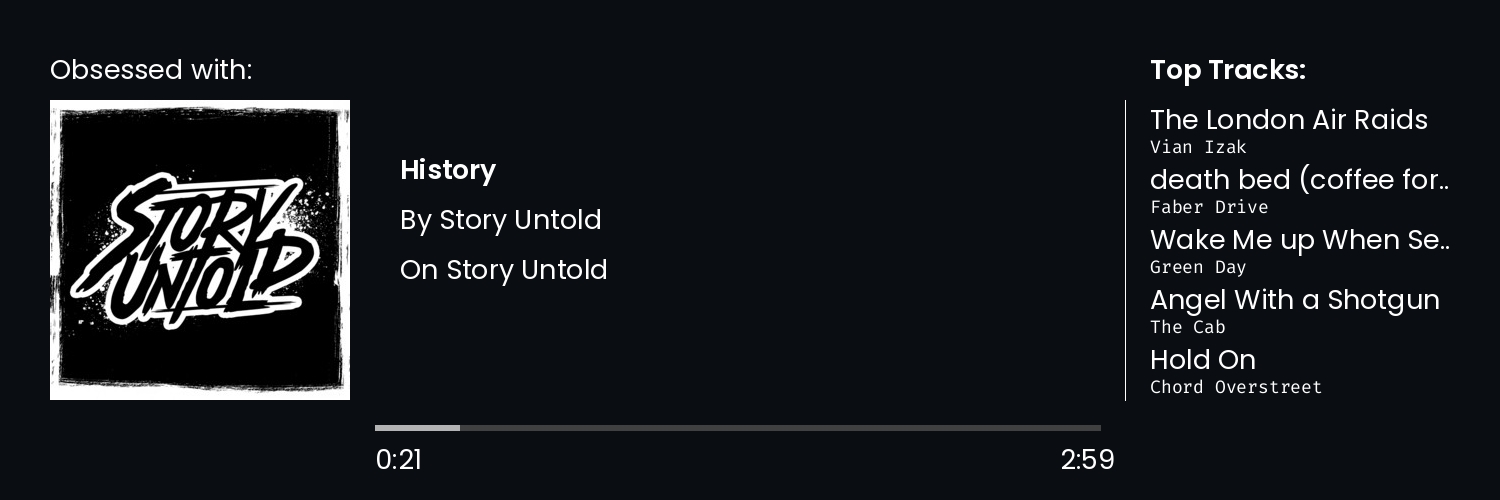 Obsessed with:
STORY
UNTOLD
History
By Story Untold
On Story Untold
0:21
2:59
Top Tracks:
The London Air Raids
Vian Izak
death bed (coffee for..
Faber Drive
Wake Me up When Se..
Green Day
Angel With a Shotgun
The Cab
Hold On
Chord Overstreet